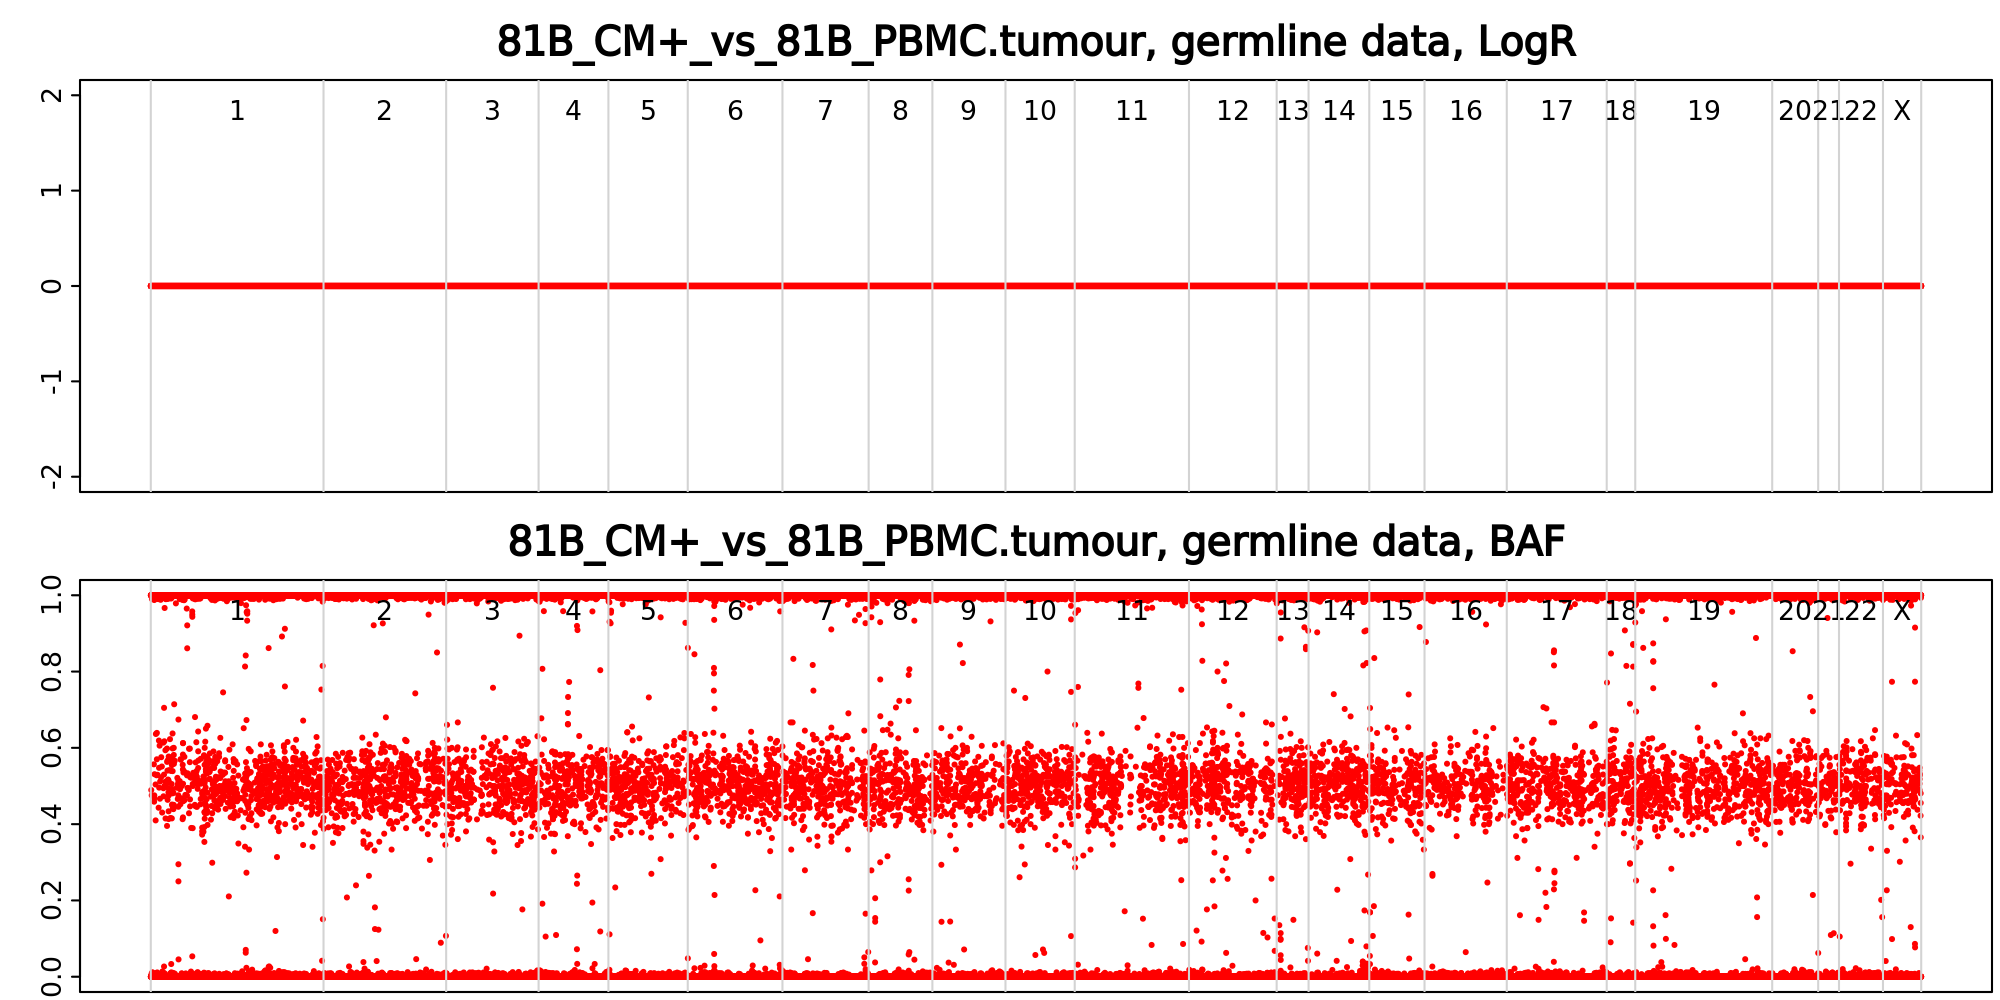 81B_CM+_vs_81B_PBMC.tumour, germline data, LogR
2
1 2 3 4 5 6 7 8 9 10 11 12 13 14 15 16 17 18 19 20 21 22 X
1
0
-1
-2
81B_CM+_vs_81B_PBMC.tumour, germline data, BAF
1.0
1 2 3 4 5 6 7 8 9 10 11 12 13 14 15 16 17 18 19 20 21 22 X
0.8
0.6
0.4
0.2
0.0